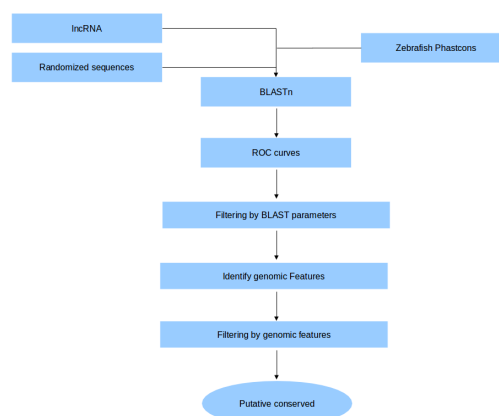 lncRNA
Zebrafish Phastcons
Randomized sequences
BLASTn
ROC curves
Filtering by BLAST parameters
Identify genomic Features
Filtering by genomic features
Putative conserved